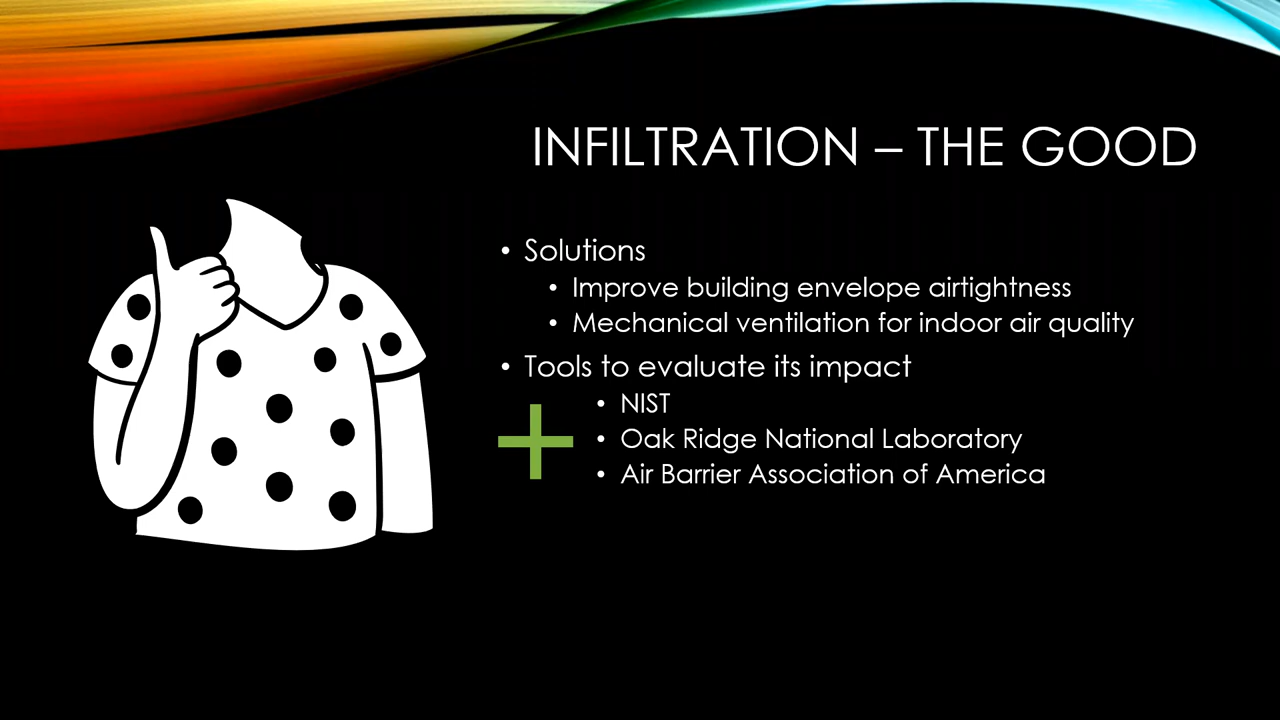 INFILTRATION – THE GOOD
• Solutions
• Improve building envelope airtightness
• Mechanical ventilation for indoor air quality
• Tools to evaluate its impact
• NIST
• Oak Ridge National Laboratory
• Air Barrier Association of America